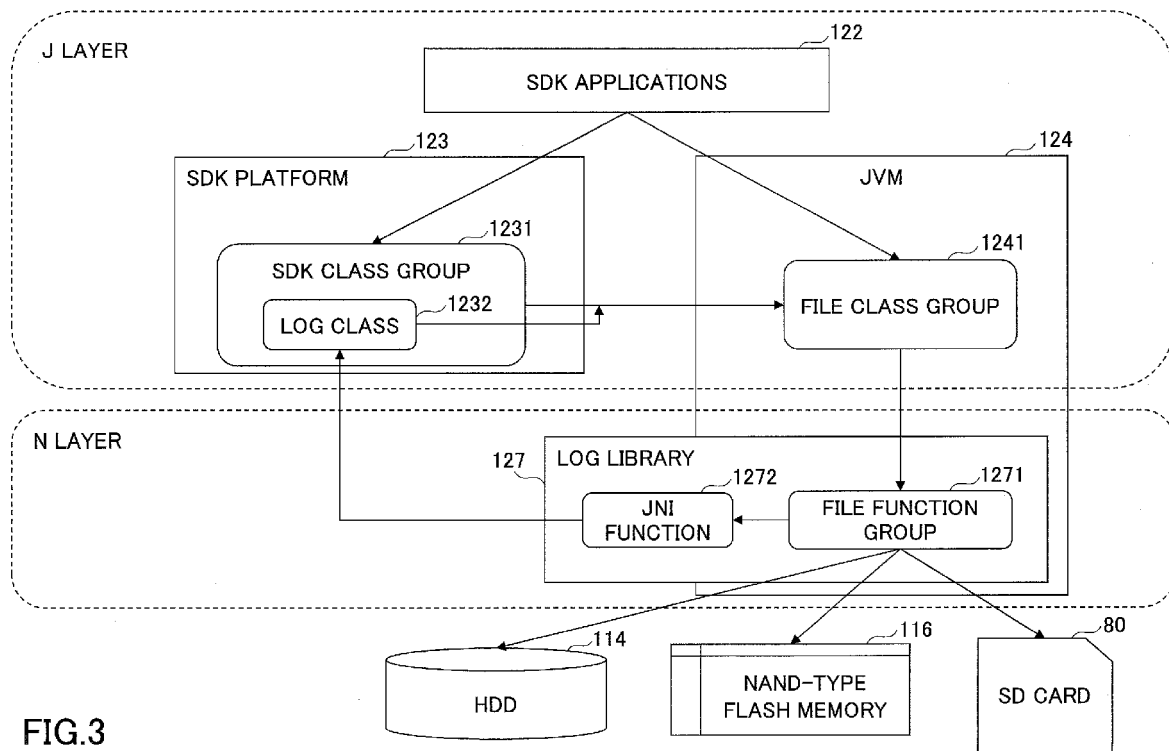 J LAYER
122
SDK APPLICATIONS
123
SDK PLATFORM
124
JVM
1231
SDK CLASS GROUP
1232
LOG CLASS
1241
FILE CLASS GROUP
N LAYER
127
LOG LIBRARY
1272
JNI
FUNCTION
1271
FILE FUNCTION
GROUP
114
HDD
116
NAND-TYPE
FLASH MEMORY
80
SD CARD
FIG.3